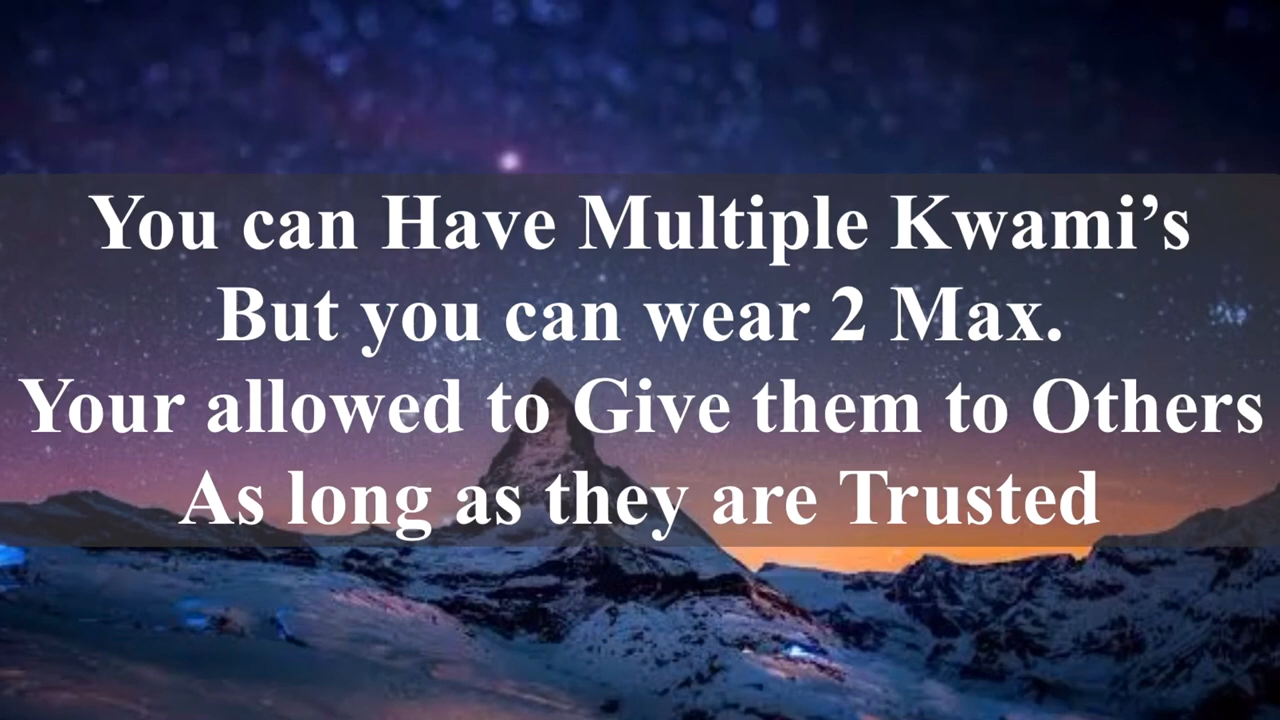 You can Have Multiple Kwami’s
But you can wear 2 Max.
Your allowed to Give them to Others
As long as they are Trusted